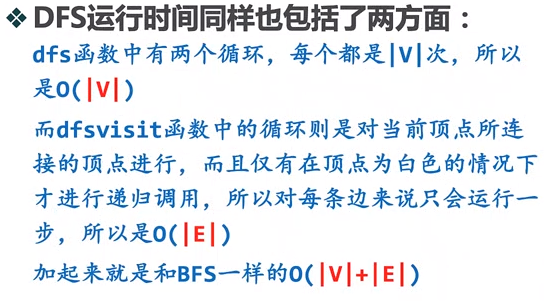 ❖ DFS运行时间同样也包括了两方面：
dfs函数中有两个循环，每个都是|V|次，所以
是O(|V|)
而dfsvisit函数中的循环则是对当前顶点所连
接的顶点进行，而且仅有在顶点为白色的情况下
才进行递归调用，所以对每条边来说只会运行一
步，所以是O(|E|)
加起来就是和BFS一样的O(|V|+|E|)